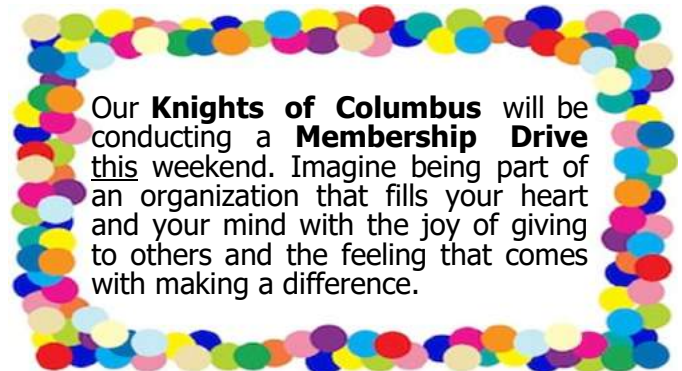 Our Knights of Columbus will be
conducting a Membership Drive
this weekend. Imagine being part of
an organization that fills your heart
and your mind with the joy of giving
to others and the feeling that comes
with making a difference.